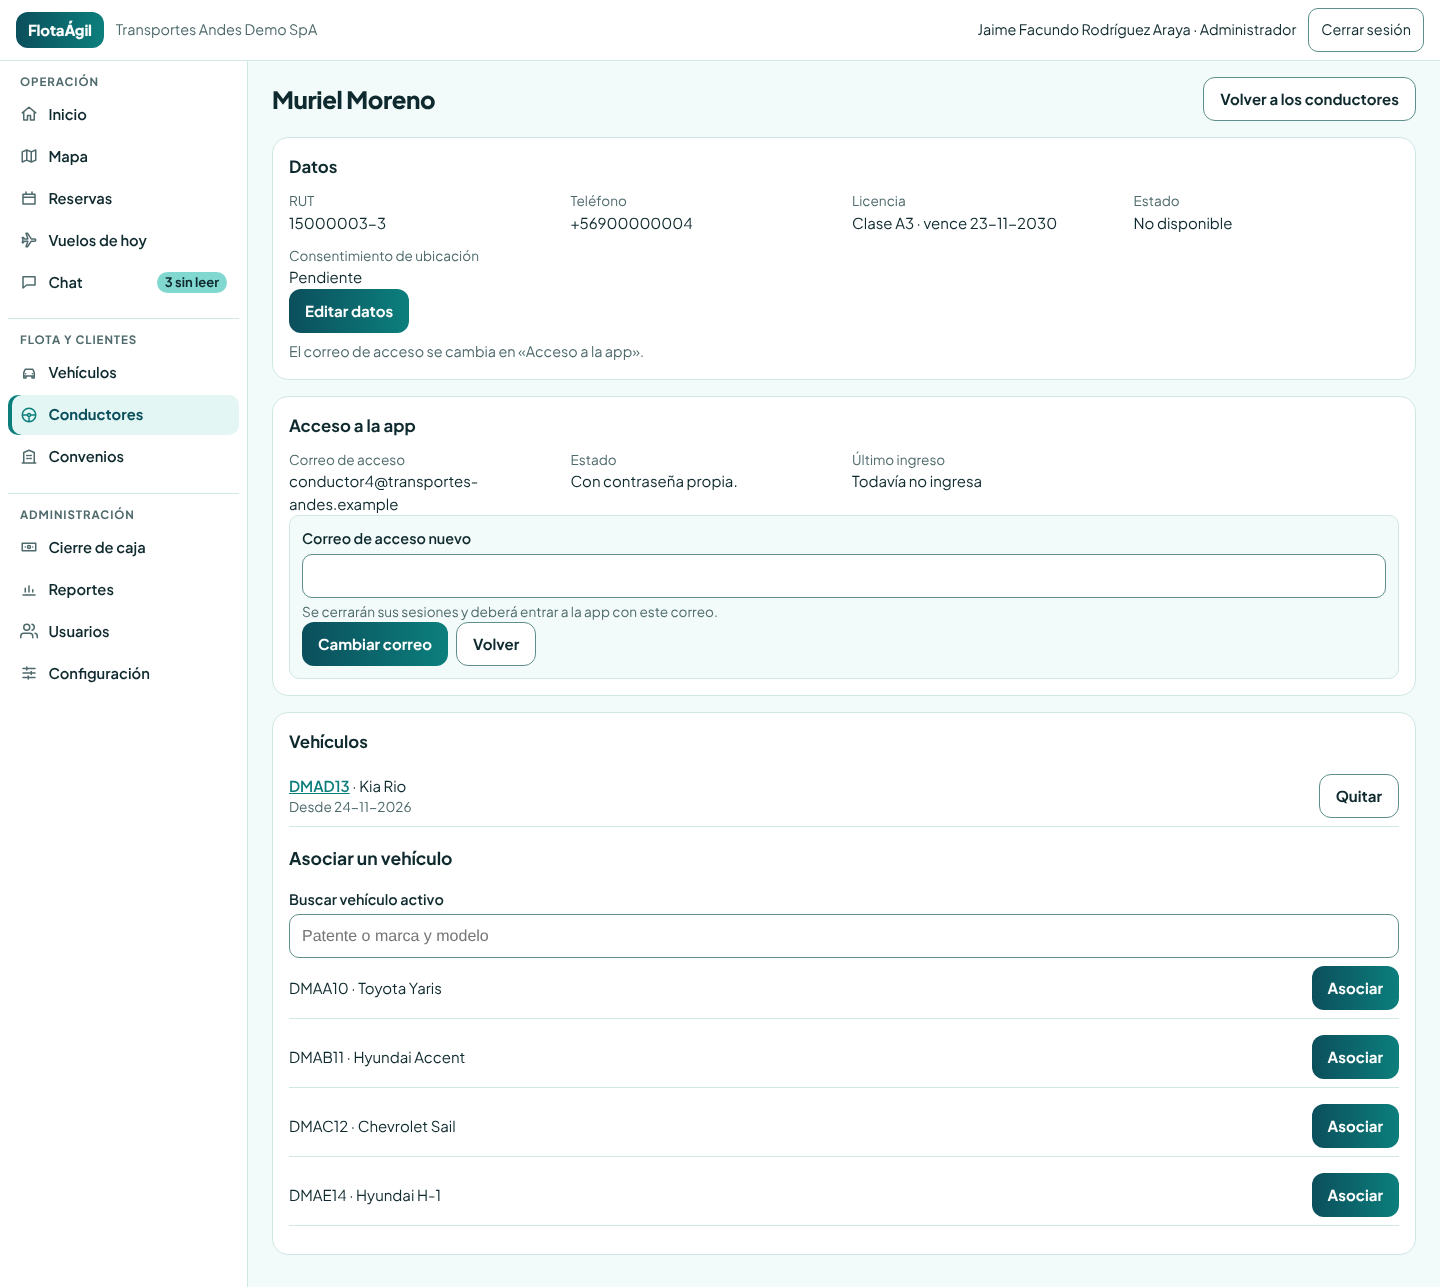 FlotaÁgil
Transportes Andes Demo SpA
Jaime Facundo Rodríguez Araya · Administrador
Cerrar sesión
OPERACIÓN
Inicio
Mapa
Reservas
Vuelos de hoy
Chat
3 sin leer
FLOTA Y CLIENTES
Vehículos
Conductores
Convenios
ADMINISTRACIÓN
Cierre de caja
Reportes
Usuarios
Configuración
Muriel Moreno
Volver a los conductores
Datos
RUT
15000003-3
Teléfono
+56900000004
Licencia
Clase A3 · vence 23-11-2030
Estado
No disponible
Consentimiento de ubicación
Pendiente
Editar datos
El correo de acceso se cambia en «Acceso a la app».
Acceso a la app
Correo de acceso
conductor4@transportes-
andes.example
Estado
Con contraseña propia.
Último ingreso
Todavía no ingresa
Correo de acceso nuevo
Se cerrarán sus sesiones y deberá entrar a la app con este correo.
Cambiar correo
Volver
Vehículos
DMAD13 · Kia Rio
Desde 24-11-2026
Quitar
Asociar un vehículo
Buscar vehículo activo
Patente o marca y modelo
DMAA10 · Toyota Yaris
Asociar
DMAB11 · Hyundai Accent
Asociar
DMAC12 · Chevrolet Sail
Asociar
DMAE14 · Hyundai H-1
Asociar